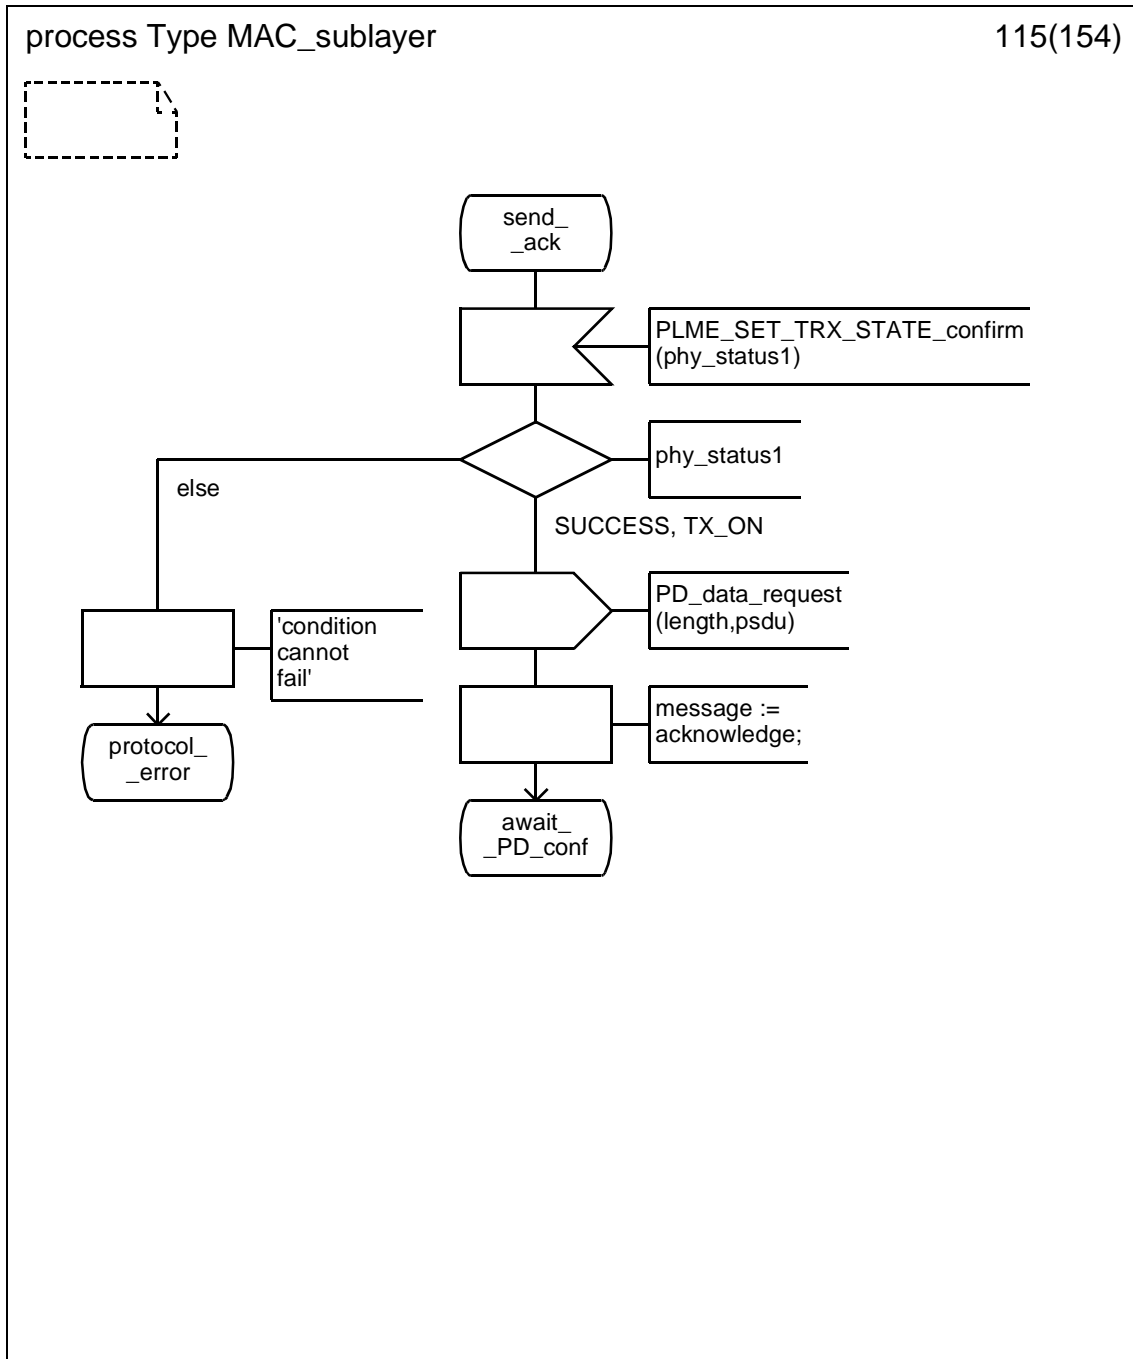 process Type MAC_sublayer
115(154)
send_
_ack
PLME_SET_TRX_STATE_confirm
(phy_status1)
phy_status1
else
SUCCESS, TX_ON
PD_data_request
(length,psdu)
'condition
cannot
fail'
message :=
acknowledge;
protocol_
_error
await_
_PD_conf